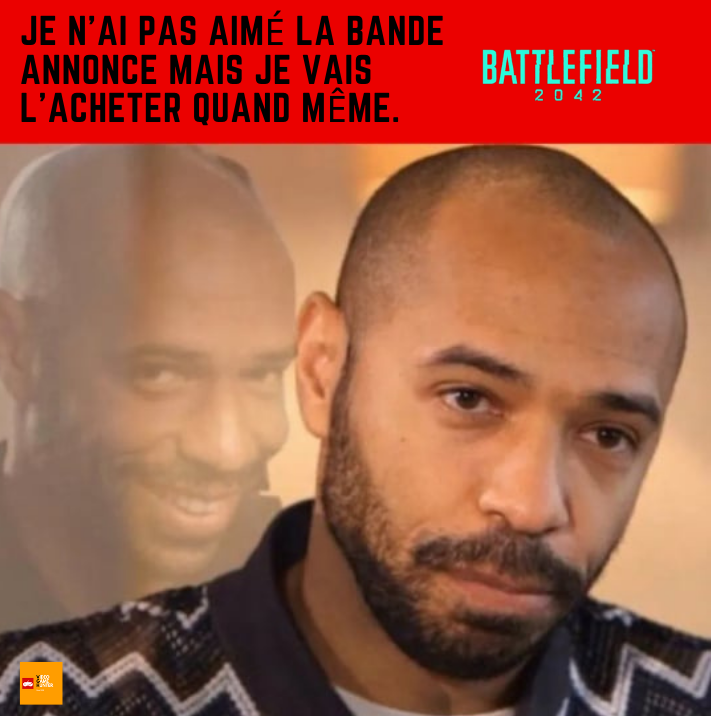 JE N'AI PAS AIMÉ LA BANDE
ANNONCE MAIS JE VAIS
L'ACHETER QUAND MÊME.
BATTLEFIELD
2042